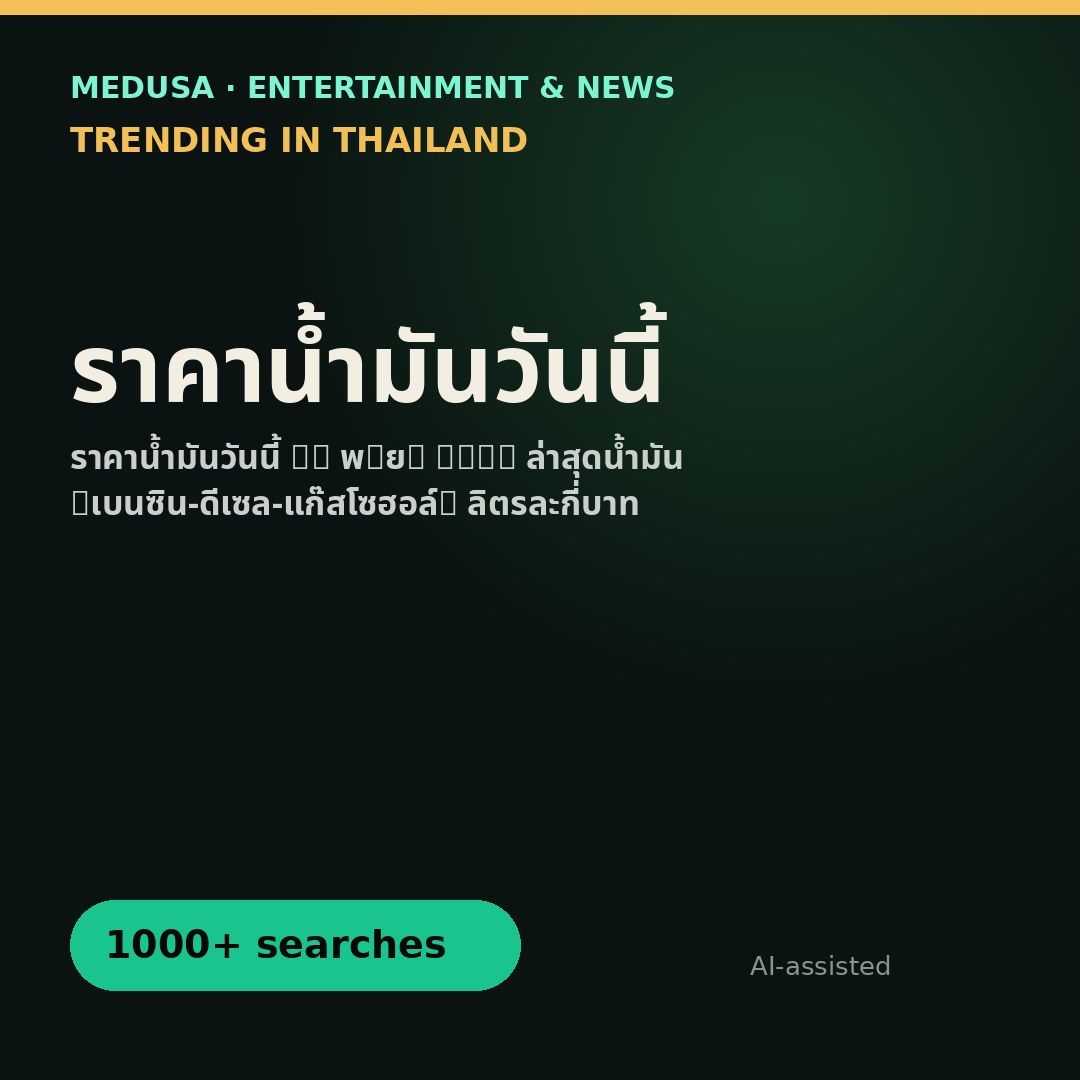 MEDUSA · ENTERTAINMENT & NEWS
TRENDING IN THAILAND
ราคาน้ำมันวันนี้
ราคาน้ำมันวันนี้ ล่าสุดน้ำมัน
เบนซิน-ดีเซล-แก๊สโซฮอล์ ลิตรละกี่บาท
1000+ searches
AI-assisted